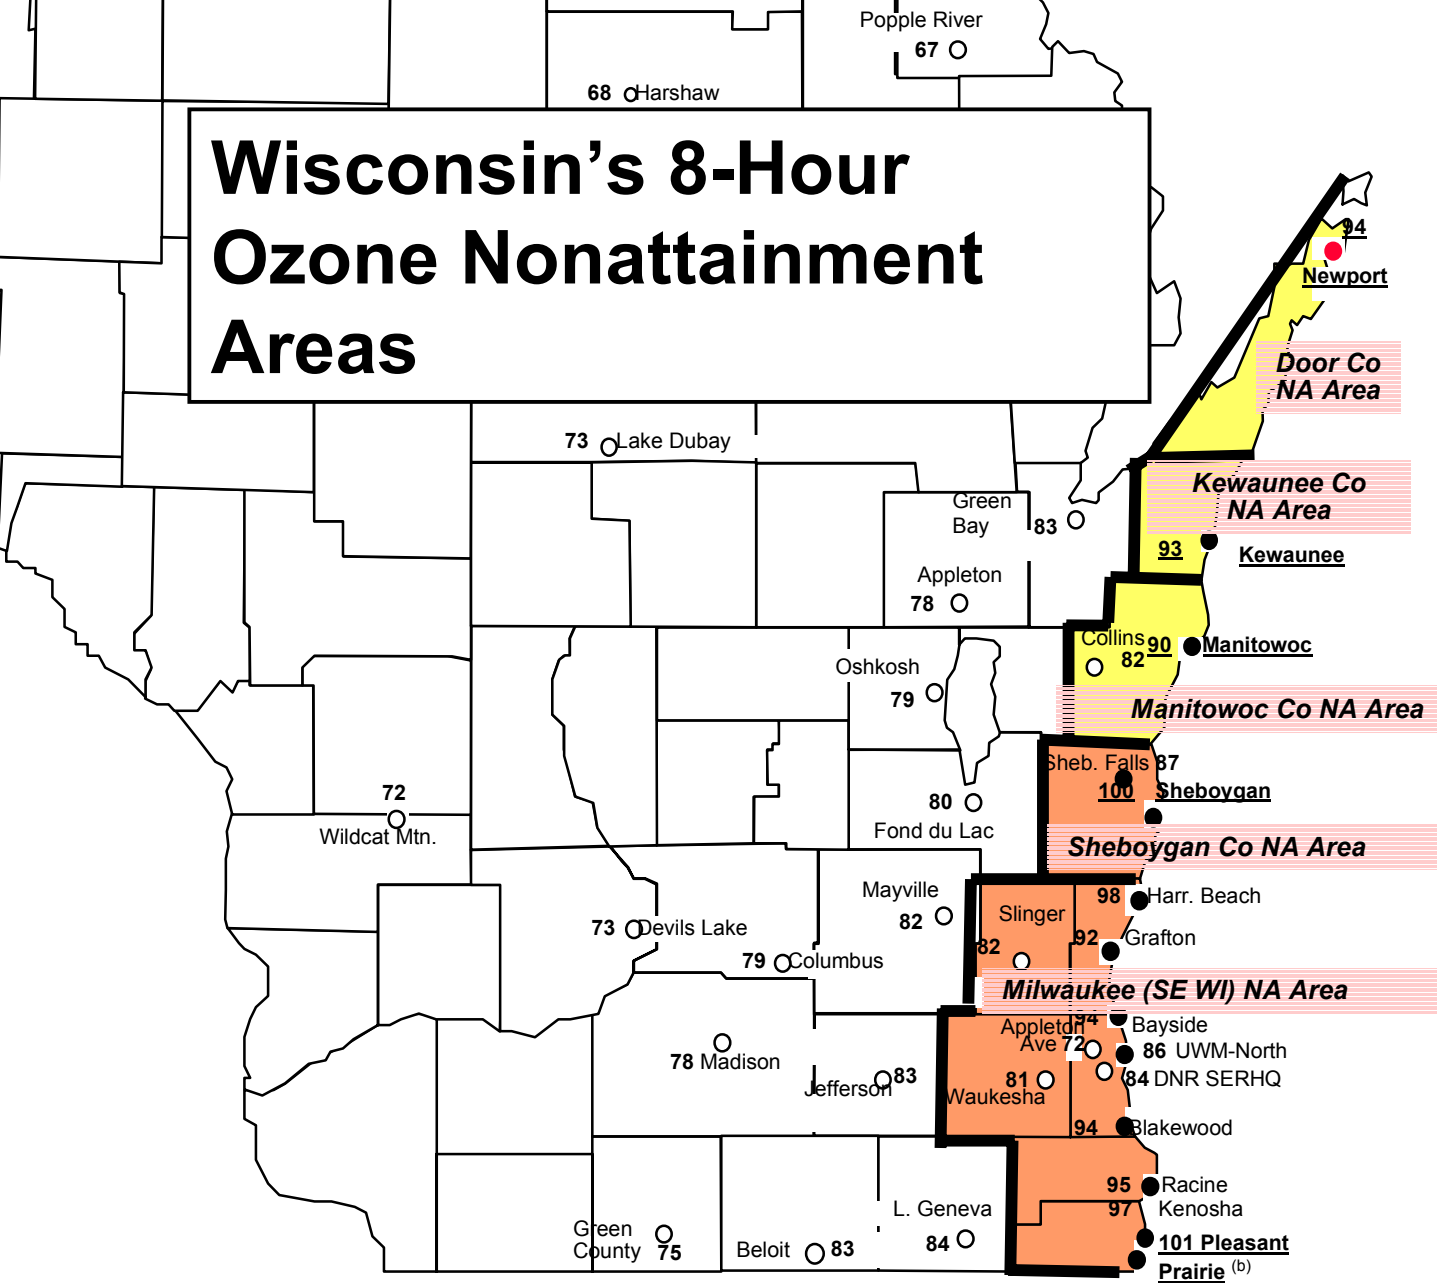 Popple River
67
68 Harshaw
Wisconsin's 8-Hour
Ozone Nonattainment
Areas
94
Newport
Door Co
NA Area
73 Lake Dubay
Kewaunee Co
NA Area
Green
Bay
83
93
Kewaunee
Appleton
78
Collins
82
90 Manitowoc
Oshkosh
79
Manitowoc Co NA Area
Sheb. Falls 87
100 Sheboygan
72
Wildcat Mtn.
80
Fond du Lac
Sheboygan Co NA Area
Mayville
82
98 Harr. Beach
Slinger
82
92 Grafton
73 Devils Lake
79 Columbus
Milwaukee (SE WI) NA Area
94 Bayside
Appleton
Ave 72
86 UWM-North
78 Madison
Jefferson 83
81
Waukesha
84 DNR SERHQ
94 Blakewood
95 Racine
97 Kenosha
L. Geneva
84
Green
County 75
Beloit 83
101 Pleasant
Prairie (b)